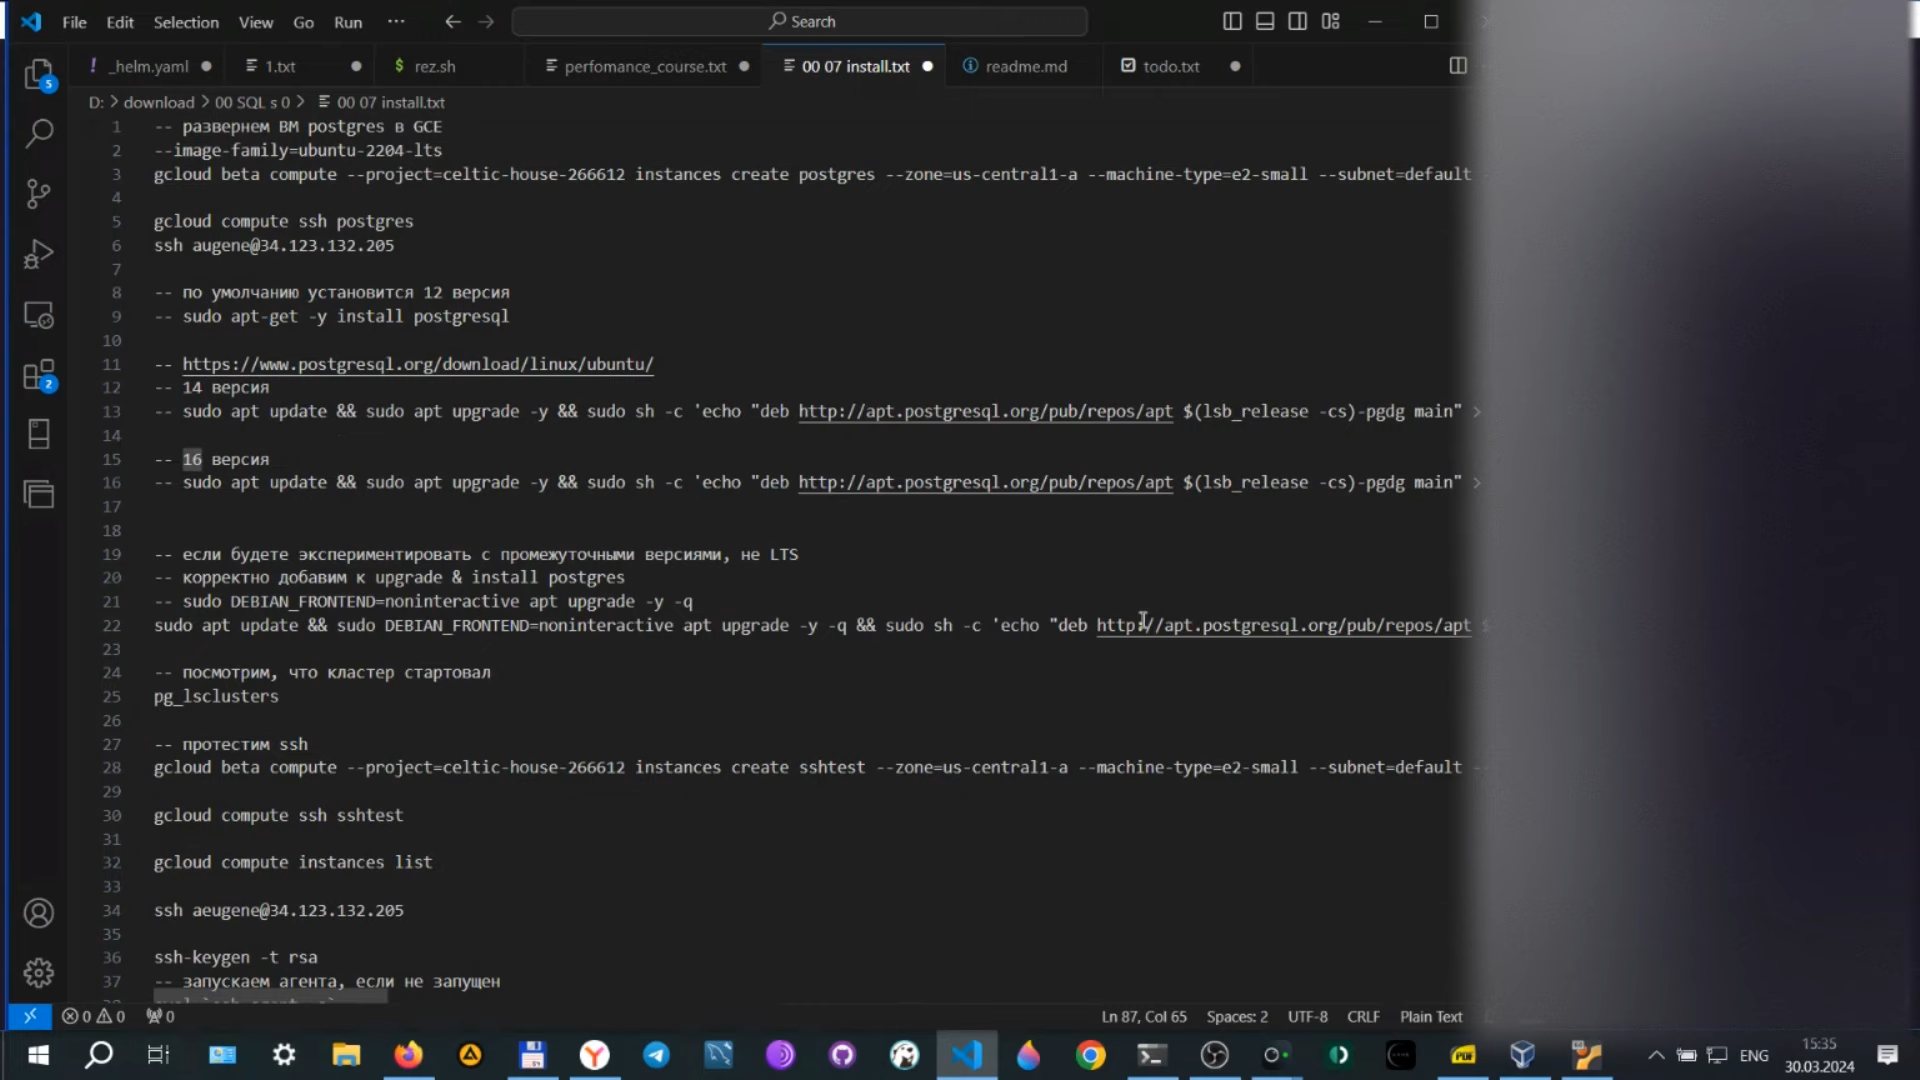 File Edit Selection View Go Run ··· Search
_helm.yaml 1.txt rez.sh perfomance_course.txt 00 07 install.txt readme.md todo.txt
D: > download > 00 SQL s 0 > 00 07 install.txt
1 -- развернем ВМ postgres в GCE
2 --image-family=ubuntu-2204-lts
3 gcloud beta compute --project=celtic-house-266612 instances create postgres --zone=us-central1-a --machine-type=e2-small --subnet=default
4
5 gcloud compute ssh postgres
6 ssh augene@34.123.132.205
7
8 -- по умолчанию установится 12 версия
9 -- sudo apt-get -y install postgresql
10
11 -- https://www.postgresql.org/download/linux/ubuntu/
12 -- 14 версия
13 -- sudo apt update && sudo apt upgrade -y && sudo sh -c 'echo "deb http://apt.postgresql.org/pub/repos/apt $(lsb_release -cs)-pgdg main" >
14
15 -- 16 версия
16 -- sudo apt update && sudo apt upgrade -y && sudo sh -c 'echo "deb http://apt.postgresql.org/pub/repos/apt $(lsb_release -cs)-pgdg main" >
17
18
19 -- если будете экспериментировать с промежуточными версиями, не LTS
20 -- корректно добавим к upgrade & install postgres
21 -- sudo DEBIAN_FRONTEND=noninteractive apt upgrade -y -q
22 sudo apt update && sudo DEBIAN_FRONTEND=noninteractive apt upgrade -y -q && sudo sh -c 'echo "deb http://apt.postgresql.org/pub/repos/apt $
23
24 -- посмотрим, что кластер стартовал
25 pg_lsclusters
26
27 -- протестим ssh
28 gcloud beta compute --project=celtic-house-266612 instances create sshtest --zone=us-central1-a --machine-type=e2-small --subnet=default --
29
30 gcloud compute ssh sshtest
31
32 gcloud compute instances list
33
34 ssh aeugene@34.123.132.205
35
36 ssh-keygen -t rsa
37 -- запускаем агента, если не запущен
5
2
0 0 0 Ln 87, Col 65 Spaces: 2 UTF-8 CRLF Plain Text
ENG 15:35
30.03.2024